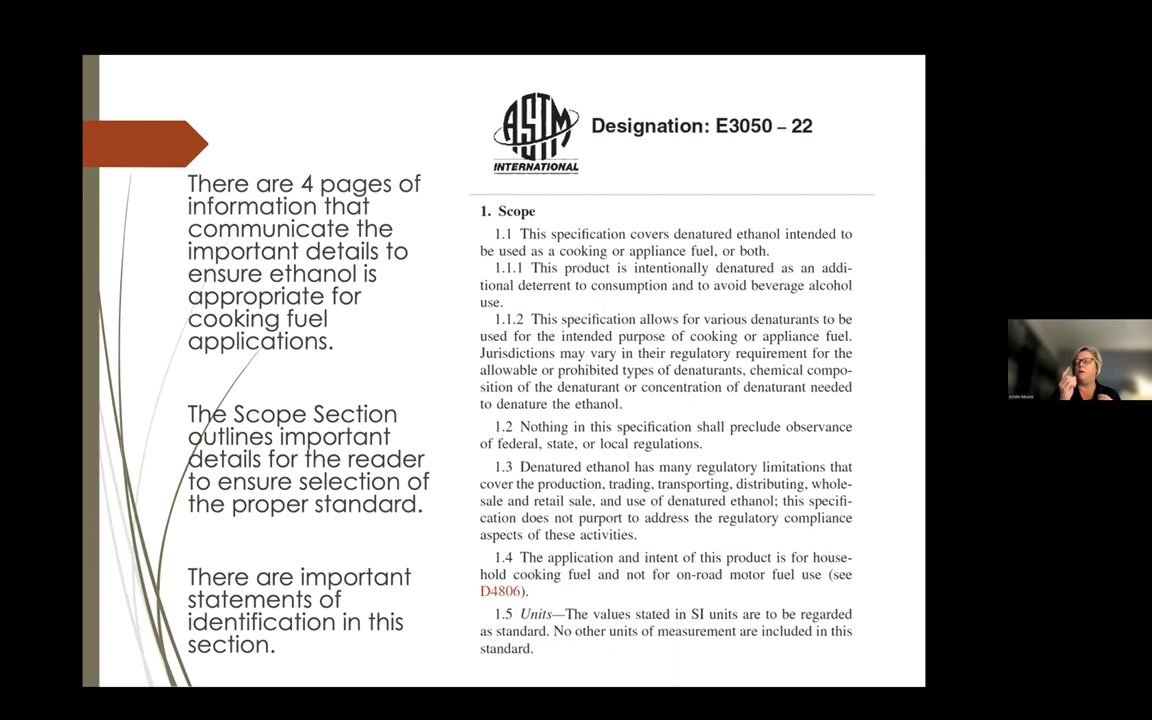 There are 4 pages of
information that
communicate the
important details to
ensure ethanol is
appropriate for
cooking fuel
applications.
The Scope Section
outlines important
details for the reader
to ensure selection of
the proper standard.
There are important
statements of
identification in this
section.
ASTM
INTERNATIONAL
Designation: E3050 – 22
1. Scope
1.1 This specification covers denatured ethanol intended to
be used as a cooking or appliance fuel, or both.
1.1.1 This product is intentionally denatured as an addi-
tional deterrent to consumption and to avoid beverage alcohol
use.
1.1.2 This specification allows for various denaturants to be
used for the intended purpose of cooking or appliance fuel.
Jurisdictions may vary in their regulatory requirement for the
allowable or prohibited types of denaturants, chemical compo-
sition of the denaturant or concentration of denaturant needed
to denature the ethanol.
1.2 Nothing in this specification shall preclude observance
of federal, state, or local regulations.
1.3 Denatured ethanol has many regulatory limitations that
cover the production, trading, transporting, distributing, whole-
sale and retail sale, and use of denatured ethanol; this specifi-
cation does not purport to address the regulatory compliance
aspects of these activities.
1.4 The application and intent of this product is for house-
hold cooking fuel and not for on-road motor fuel use (see
D4806).
1.5 Units—The values stated in SI units are to be regarded
as standard. No other units of measurement are included in this
standard.